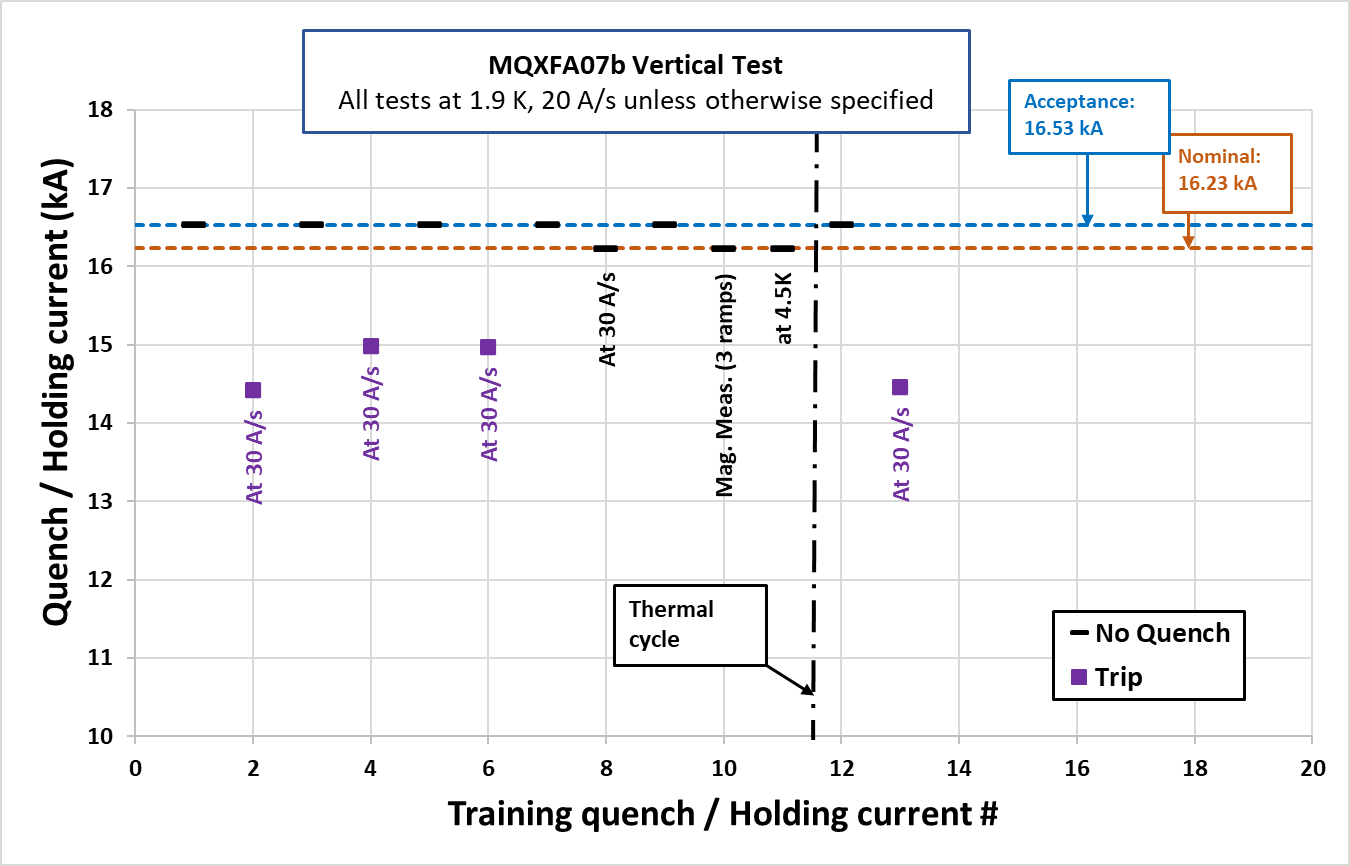 MQXFA07b Vertical Test
All tests at 1.9 K, 20 A/s unless otherwise specified
Acceptance:
16.53 kA
Nominal:
16.23 kA
Quench / Holding current (kA)
18
17
16
15
14
13
12
11
10
At 30 A/s
At 30 A/s
At 30 A/s
At 30 A/s
Mag. Meas. (3 ramps)
at 4.5K
At 30 A/s
Thermal
cycle
No Quench
Trip
0
2
4
6
8
10
12
14
16
18
20
Training quench / Holding current #